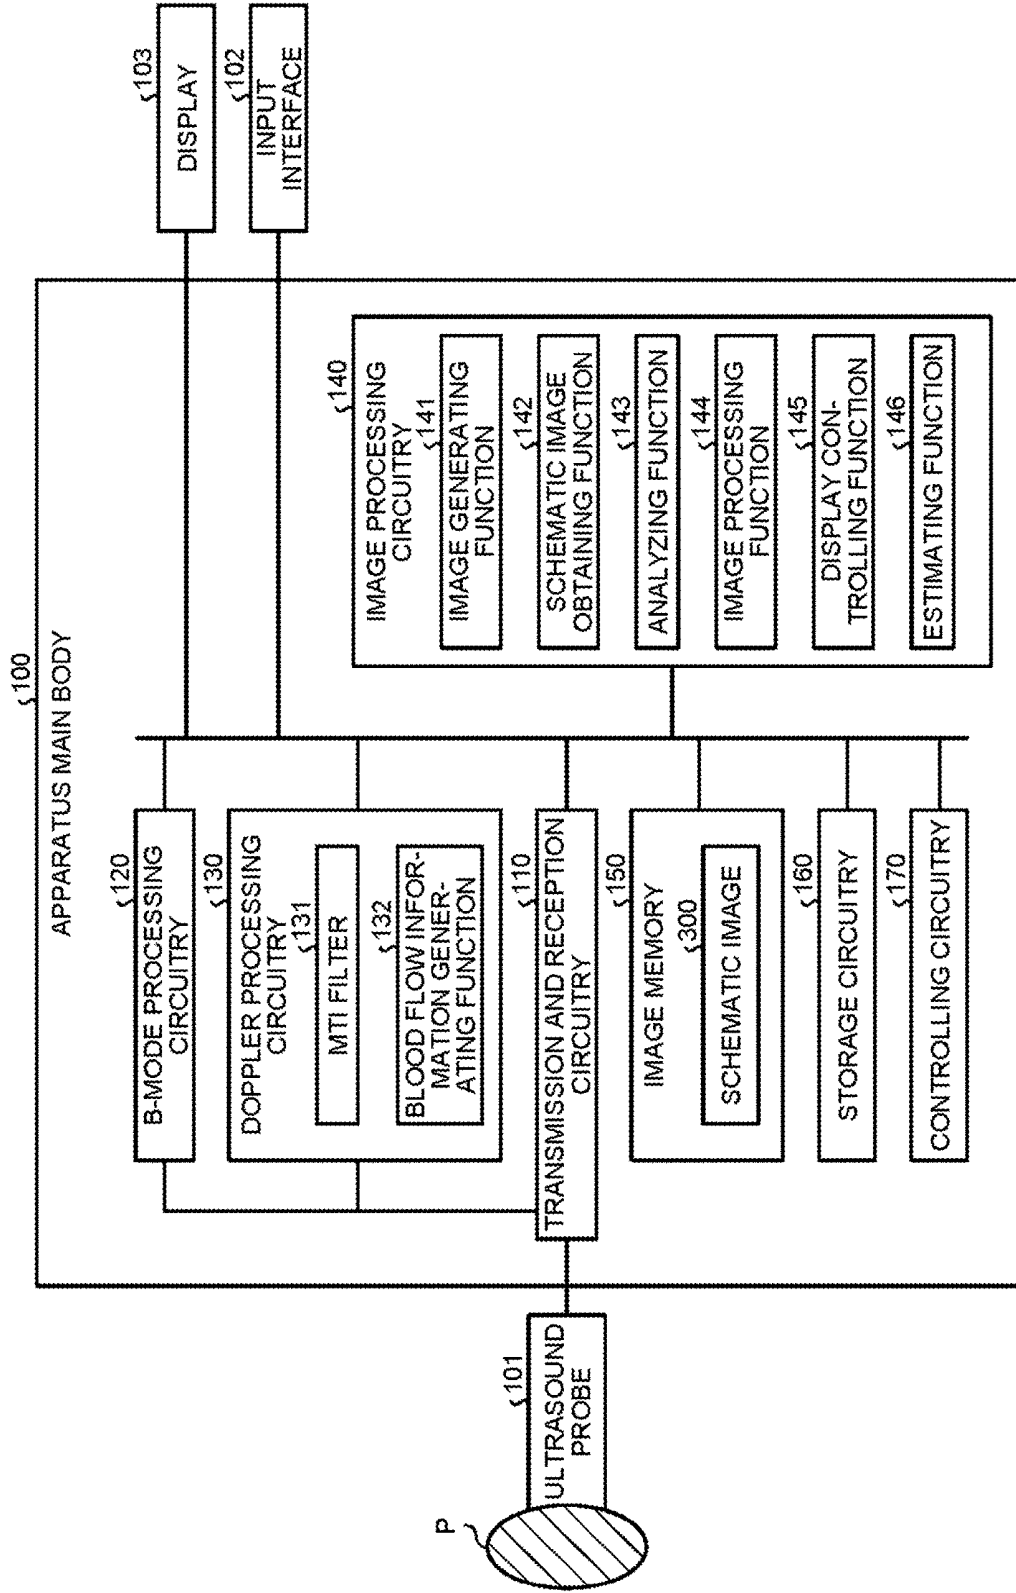 100
APPARATUS MAIN BODY
P
101
ULTRASOUND
PROBE
120
B-MODE PROCESSING
CIRCUITRY
130
DOPPLER PROCESSING
CIRCUITRY
131
MTI FILTER
132
BLOOD FLOW INFOR-
MATION GENER-
ATING FUNCTION
110
TRANSMISSION AND RECEPTION
CIRCUITRY
150
IMAGE MEMORY
300
SCHEMATIC IMAGE
160
STORAGE CIRCUITRY
170
CONTROLLING CIRCUITRY
140
IMAGE PROCESSING
CIRCUITRY
141
IMAGE GENERATING
FUNCTION
142
SCHEMATIC IMAGE
OBTAINING FUNCTION
143
ANALYZING FUNCTION
144
IMAGE PROCESSING
FUNCTION
145
DISPLAY CON-
TROLLING FUNCTION
146
ESTIMATING FUNCTION
103
DISPLAY
102
INPUT
INTERFACE